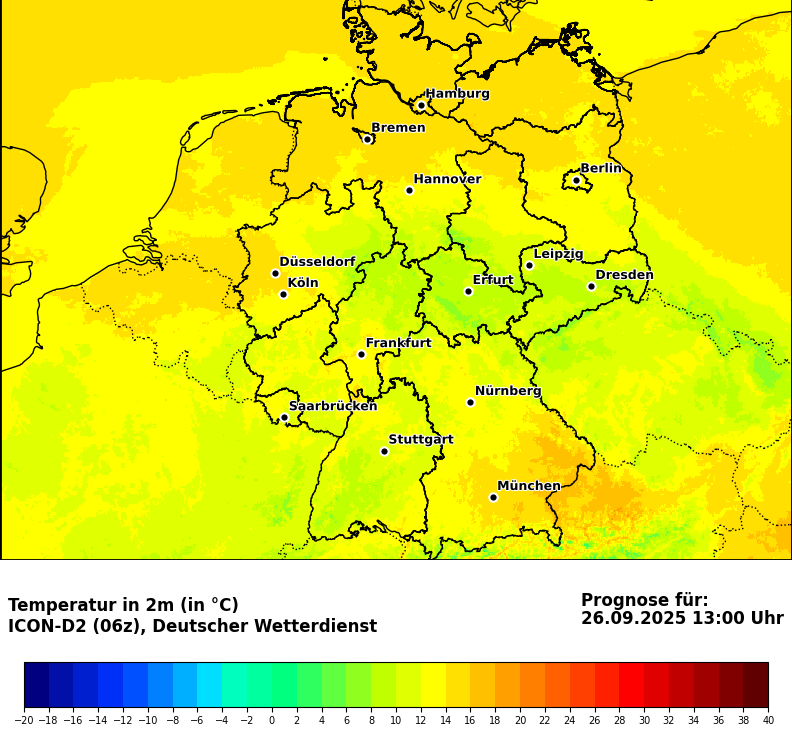 Hamburg
Bremen
Berlin
Hannover
Leipzig
Düsseldorf
Dresden
Köln
Erfurt
Frankfurt
Nürnberg
Saarbrücken
Stuttgart
München
Temperatur in 2m (in °C)
ICON-D2 (06z), Deutscher Wetterdienst
Prognose für:
26.09.2025 13:00 Uhr
−20 −18 −16 −14 −12 −10 −8 −6 −4 −2 0 2 4 6 8 10 12 14 16 18 20 22 24 26 28 30 32 34 36 38 40